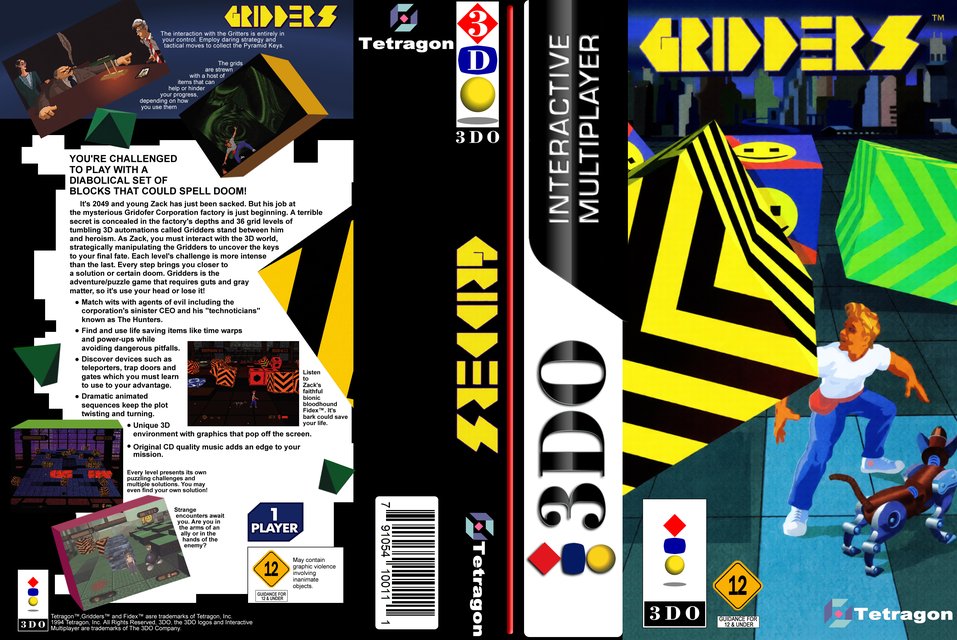 GRIDDERS
The interaction with the Gritters is entirely in
your control. Employ daring strategy and
tactical moves to collect the Pyramid Keys.
The grids
are strewn
with a host of
items that can
help or hinder
your progress,
depending on how
you use them
YOU'RE CHALLENGED
TO PLAY WITH A
DIABOLICAL SET OF
BLOCKS THAT COULD SPELL DOOM!
It's 2049 and young Zack has just been sacked. But his job at
the mysterious Gridofer Corporation factory is just beginning. A terrible
secret is concealed in the factory's depths and 36 grid levels of
tumbling 3D automations called Gridders stand between him
and heroism. As Zack, you must interact with the 3D world,
strategically manipulating the Gridders to uncover the keys
to your final fate. Each level's challenge is more intense
than the last. Every step brings you closer to
a solution or certain doom. Gridders is the
adventure/puzzle game that requires guts and gray
matter, so it's use your head or lose it!
• Match wits with agents of evil including the
corporation's sinister CEO and his "technoticians"
known as The Hunters.
• Find and use life saving items like time warps
and power-ups while
avoiding dangerous pitfalls.
• Discover devices such as
teleporters, trap doors and
gates which you must learn
to use to your advantage.
• Dramatic animated
sequences keep the plot
twisting and turning.
Listen
to
Zack's
faithful
bionic
bloodhound
Fidex™. It's
bark could save
your life.
• Unique 3D
environment with graphics that pop off the screen.
• Original CD quality music adds an edge to your
mission.
Every level presents its own
puzzling challenges and
multiple solutions. You may
even find your own solution!
Strange
encounters await
you. Are you in
the arms of an
ally or in the
hands of the
enemy?
1
PLAYER
12
GUIDANCE FOR
12 & UNDER
May contain
graphic violence
involving
inanimate
objects.
3DO
Tetragon™,Gridders™ and Fidex™ aere trademarks of Tetragon, Inc.
1994 Tetragon, Inc. All Rights Reserved, 3DO, the 3DO logos and Interactive
Multiplayer are trademarks of The 3DO Company.
Tetragon
7 91054 10011 1
3
D
3DO
GRIDDERS
Tetragon
INTERACTIVE
MULTIPLAYER
3DO
GRIDDERS™
3DO
12
GUIDANCE FOR
12 & UNDER
Tetragon